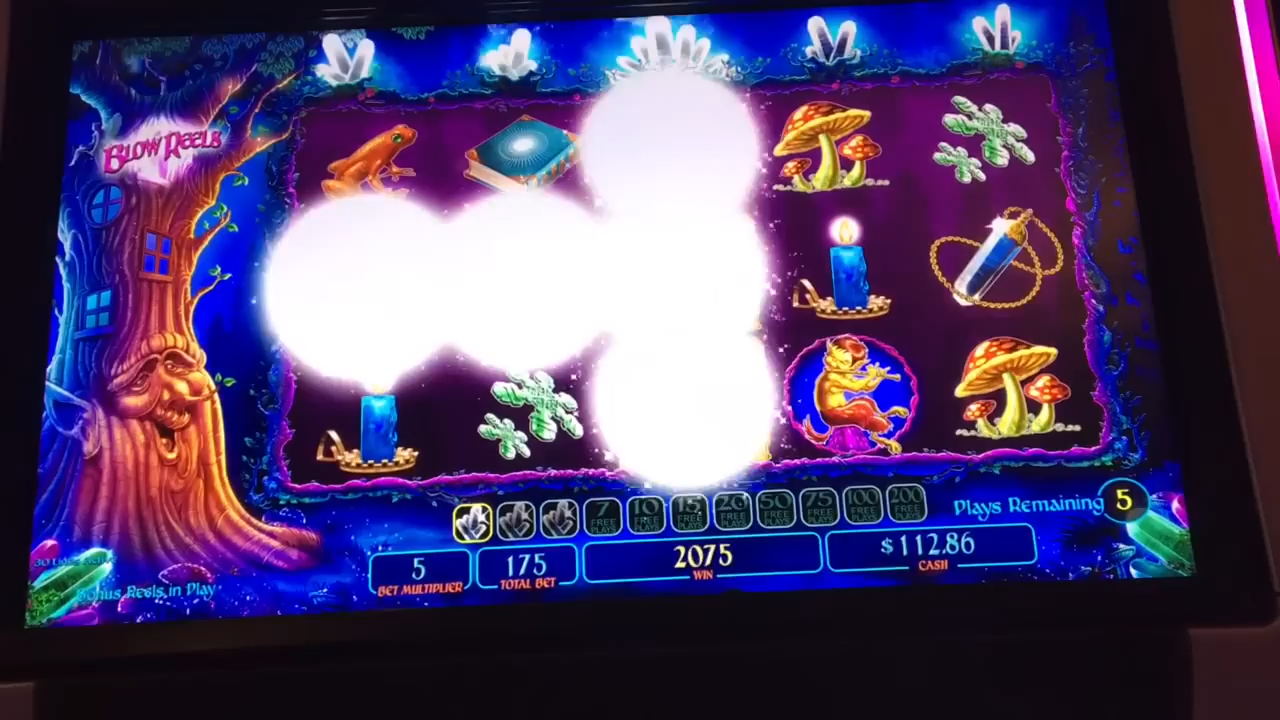 BLOW REELS
7 FREE PLAYS
10 FREE PLAYS
15 FREE PLAYS
20 FREE PLAYS
50 FREE PLAYS
75 FREE PLAYS
100 FREE PLAYS
200 FREE PLAYS
Plays Remaining 5
5
BET MULTIPLIER
175
TOTAL BET
2075
WIN
$112.86
CASH
Bonus Reels in Play